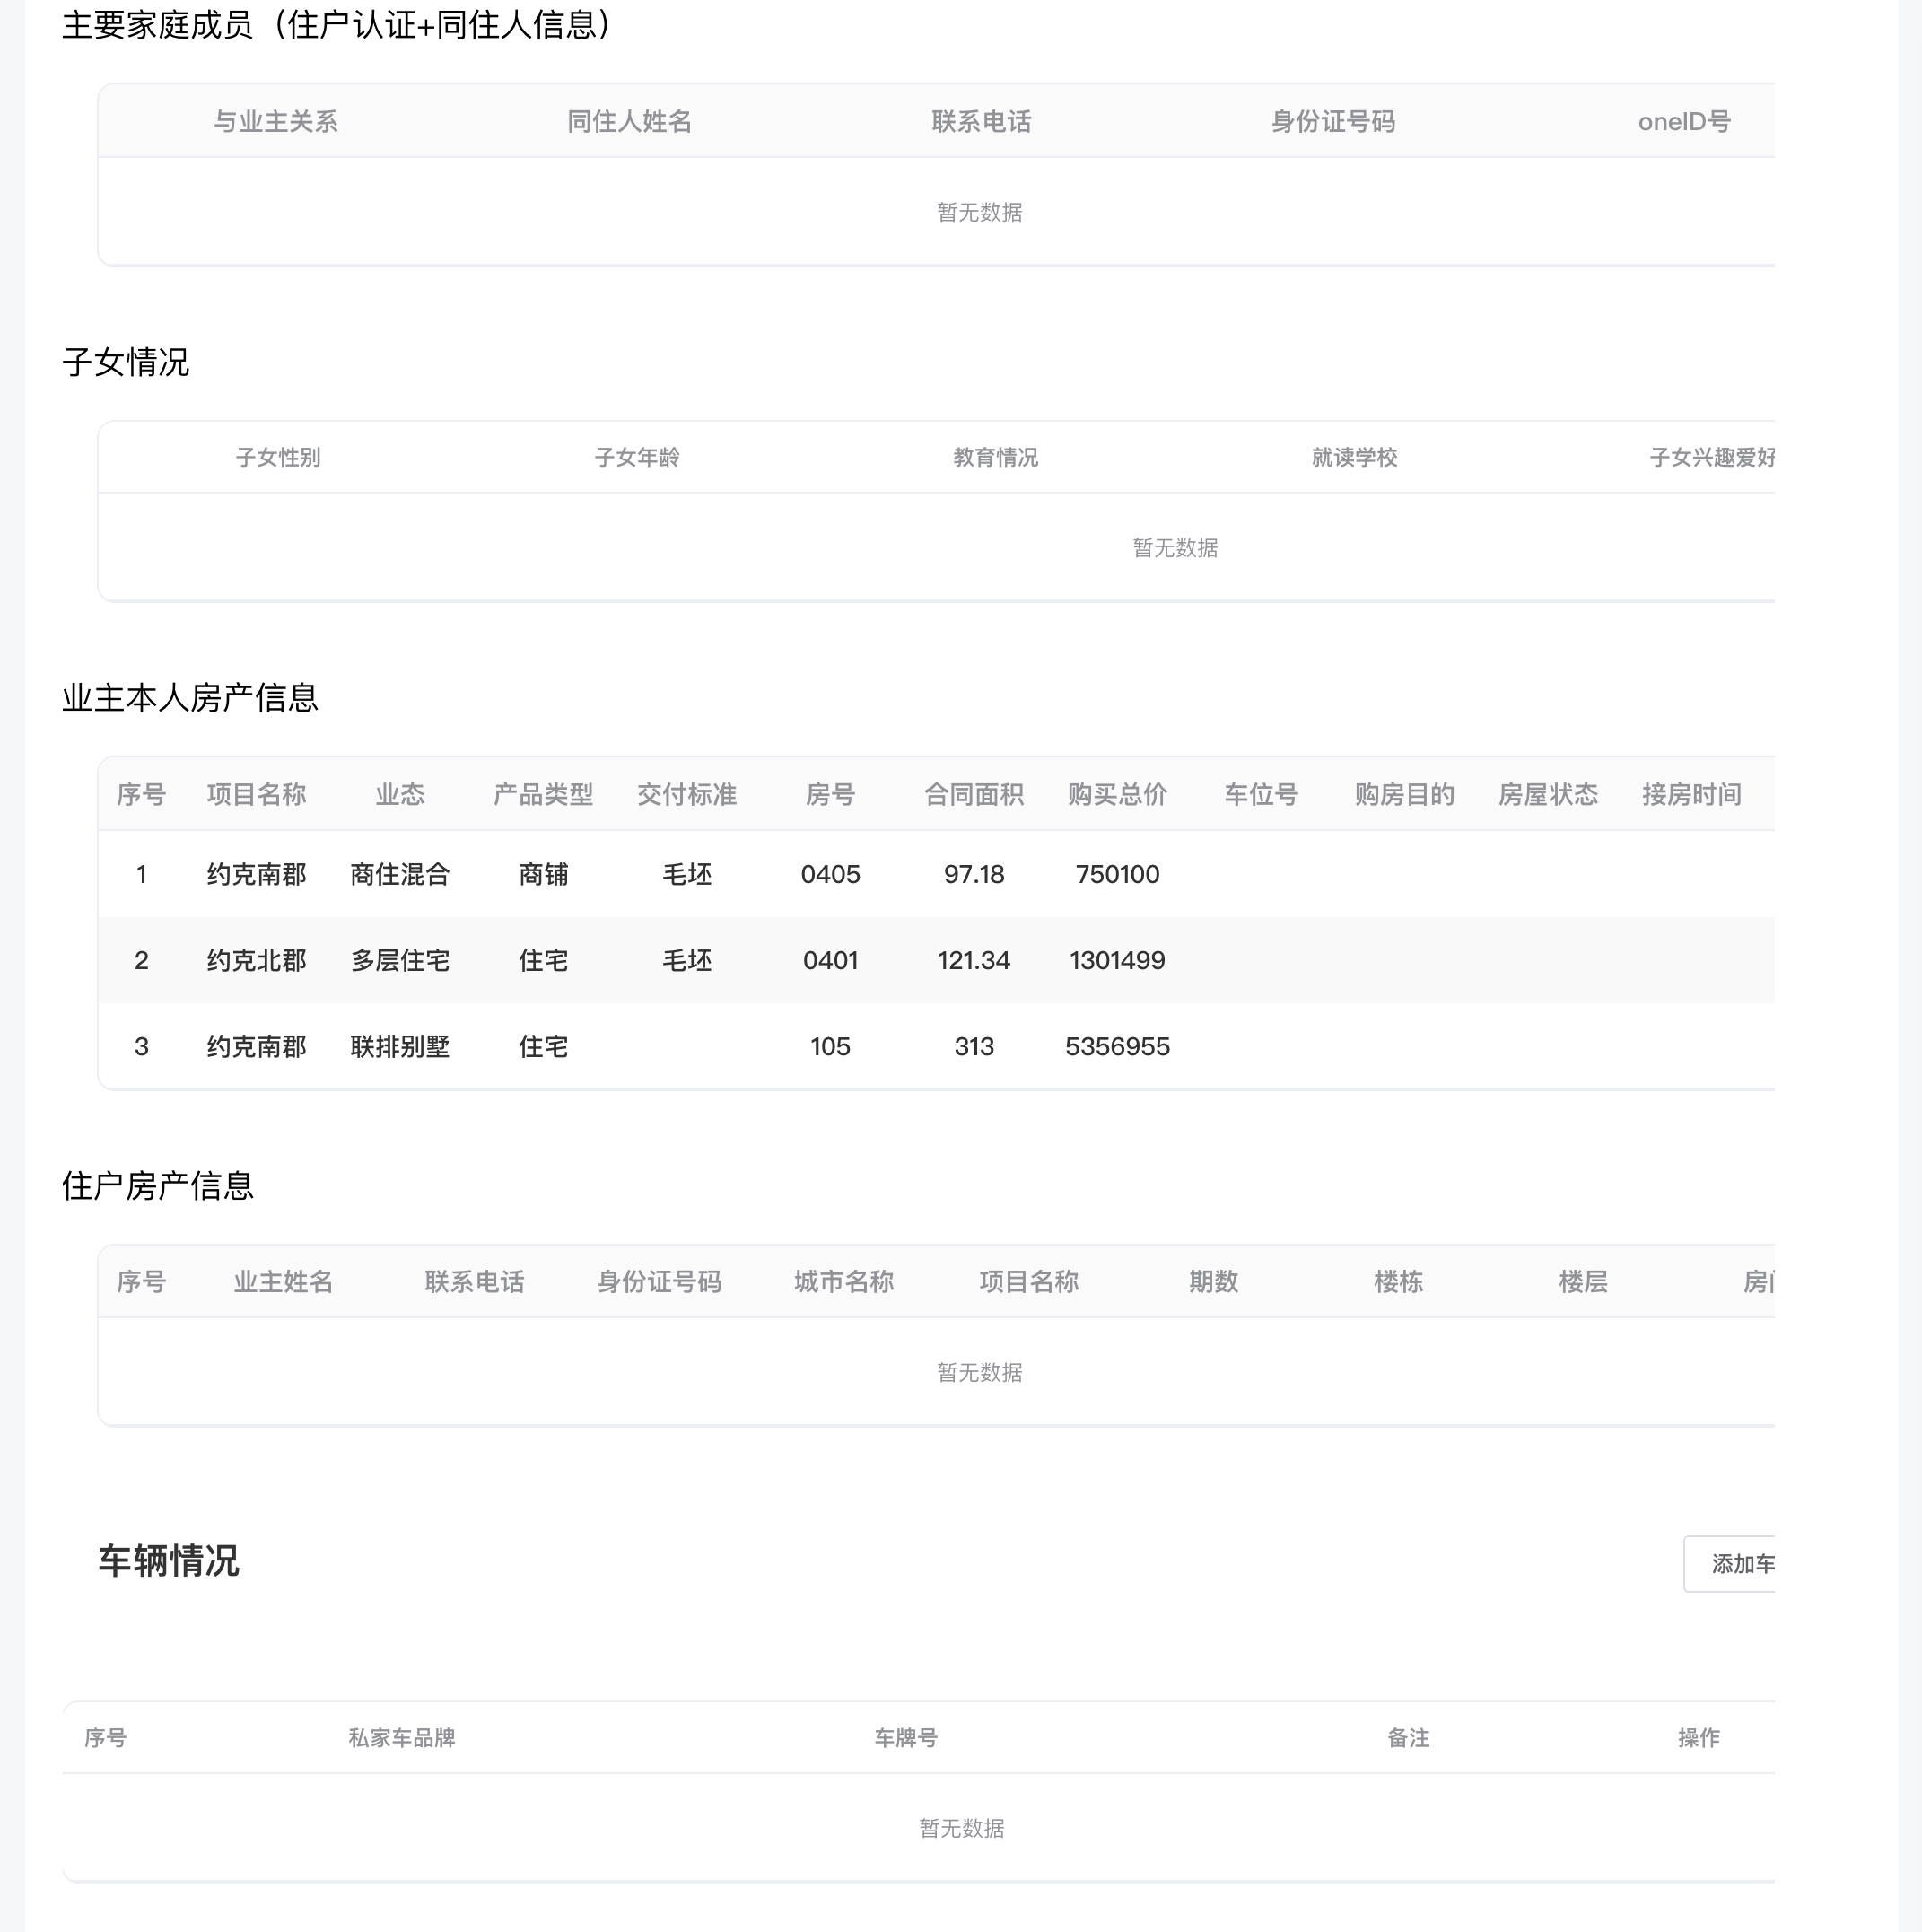 主要家庭成员（住户认证+同住人信息）
与业主关系 同住人姓名 联系电话 身份证号码 oneID号
暂无数据
子女情况
子女性别 子女年龄 教育情况 就读学校 子女兴趣爱好
暂无数据
业主本人房产信息
序号 项目名称 业态 产品类型 交付标准 房号 合同面积 购买总价 车位号 购房目的 房屋状态 接房时间
1 约克南郡 商住混合 商铺 毛坯 0405 97.18 750100
2 约克北郡 多层住宅 住宅 毛坯 0401 121.34 1301499
3 约克南郡 联排别墅 住宅 105 313 5356955
住户房产信息
序号 业主姓名 联系电话 身份证号码 城市名称 项目名称 期数 楼栋 楼层 房
暂无数据
车辆情况
添加车
序号 私家车品牌 车牌号 备注 操作
暂无数据